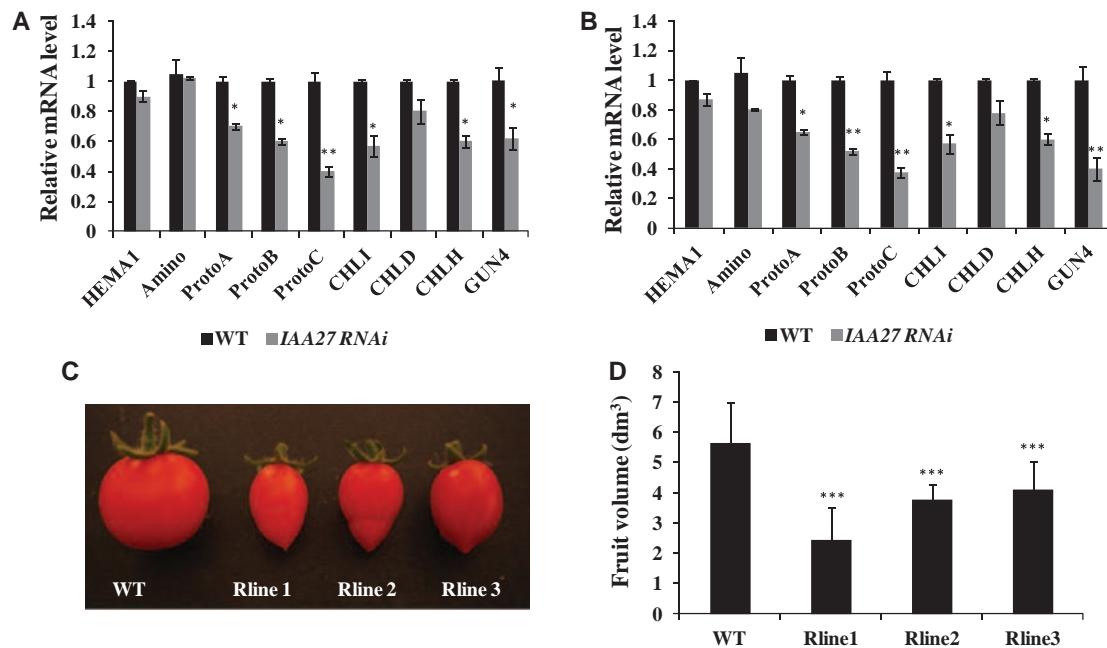 A
Relative mRNA level
1.4
1.2
1
0.8
0.6
0.4
0.2
0
*
*
**
*
*
*
HEMA1
Amino
ProtoA
ProtoB
ProtoC
CHLI
CHLD
CHLH
GUN4
WT IAA27 RNAi
B
Relative mRNA level
1.4
1.2
1
0.8
0.6
0.4
0.2
0
*
**
**
*
*
**
HEMA1
Amino
ProtoA
ProtoB
ProtoC
CHLI
CHLD
CHLH
GUN4
WT IAA27 RNAi
C
WT Rline 1 Rline 2 Rline 3
D
Fruit volume (dm³)
8
7
6
5
4
3
2
1
0
***
***
***
WT Rline1 Rline2 Rline3